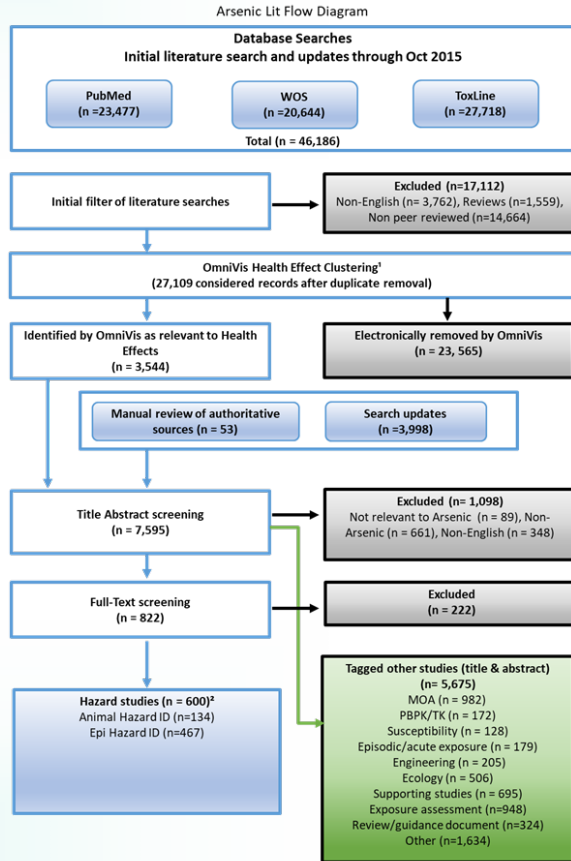 Arsenic Lit Flow Diagram
Database Searches
Initial literature search and updates through Oct 2015
PubMed
(n =23,477)
WOS
(n =20,644)
ToxLine
(n =27,718)
Total (n = 46,186)
Initial filter of literature searches
Excluded (n=17,112)
Non-English (n= 3,762), Reviews (n=1,559),
Non peer reviewed (n=14,664)
OmniVis Health Effect Clustering¹
(27,109 considered records after duplicate removal)
Identified by OmniVis as relevant to Health
Effects
(n = 3,544)
Electronically removed by OmniVis
(n = 23, 565)
Manual review of authoritative
sources (n = 53)
Search updates
(n =3,998)
Title Abstract screening
(n = 7,595)
Excluded (n = 1,098)
Not relevant to Arsenic (n = 89), Non-
Arsenic (n = 661), Non-English (n = 348)
Full-Text screening
(n = 822)
Excluded
(n = 222)
Hazard studies (n = 600)²
Animal Hazard ID (n=134)
Epi Hazard ID (n=467)
Tagged other studies (title & abstract)
(n = 5,675)
MOA (n = 982)
PBPK/TK (n = 172)
Susceptibility (n = 128)
Episodic/acute exposure (n = 179)
Engineering (n = 205)
Ecology (n = 506)
Supporting studies (n = 695)
Exposure assessment (n=948)
Review/guidance document (n=324)
Other (n=1,634)